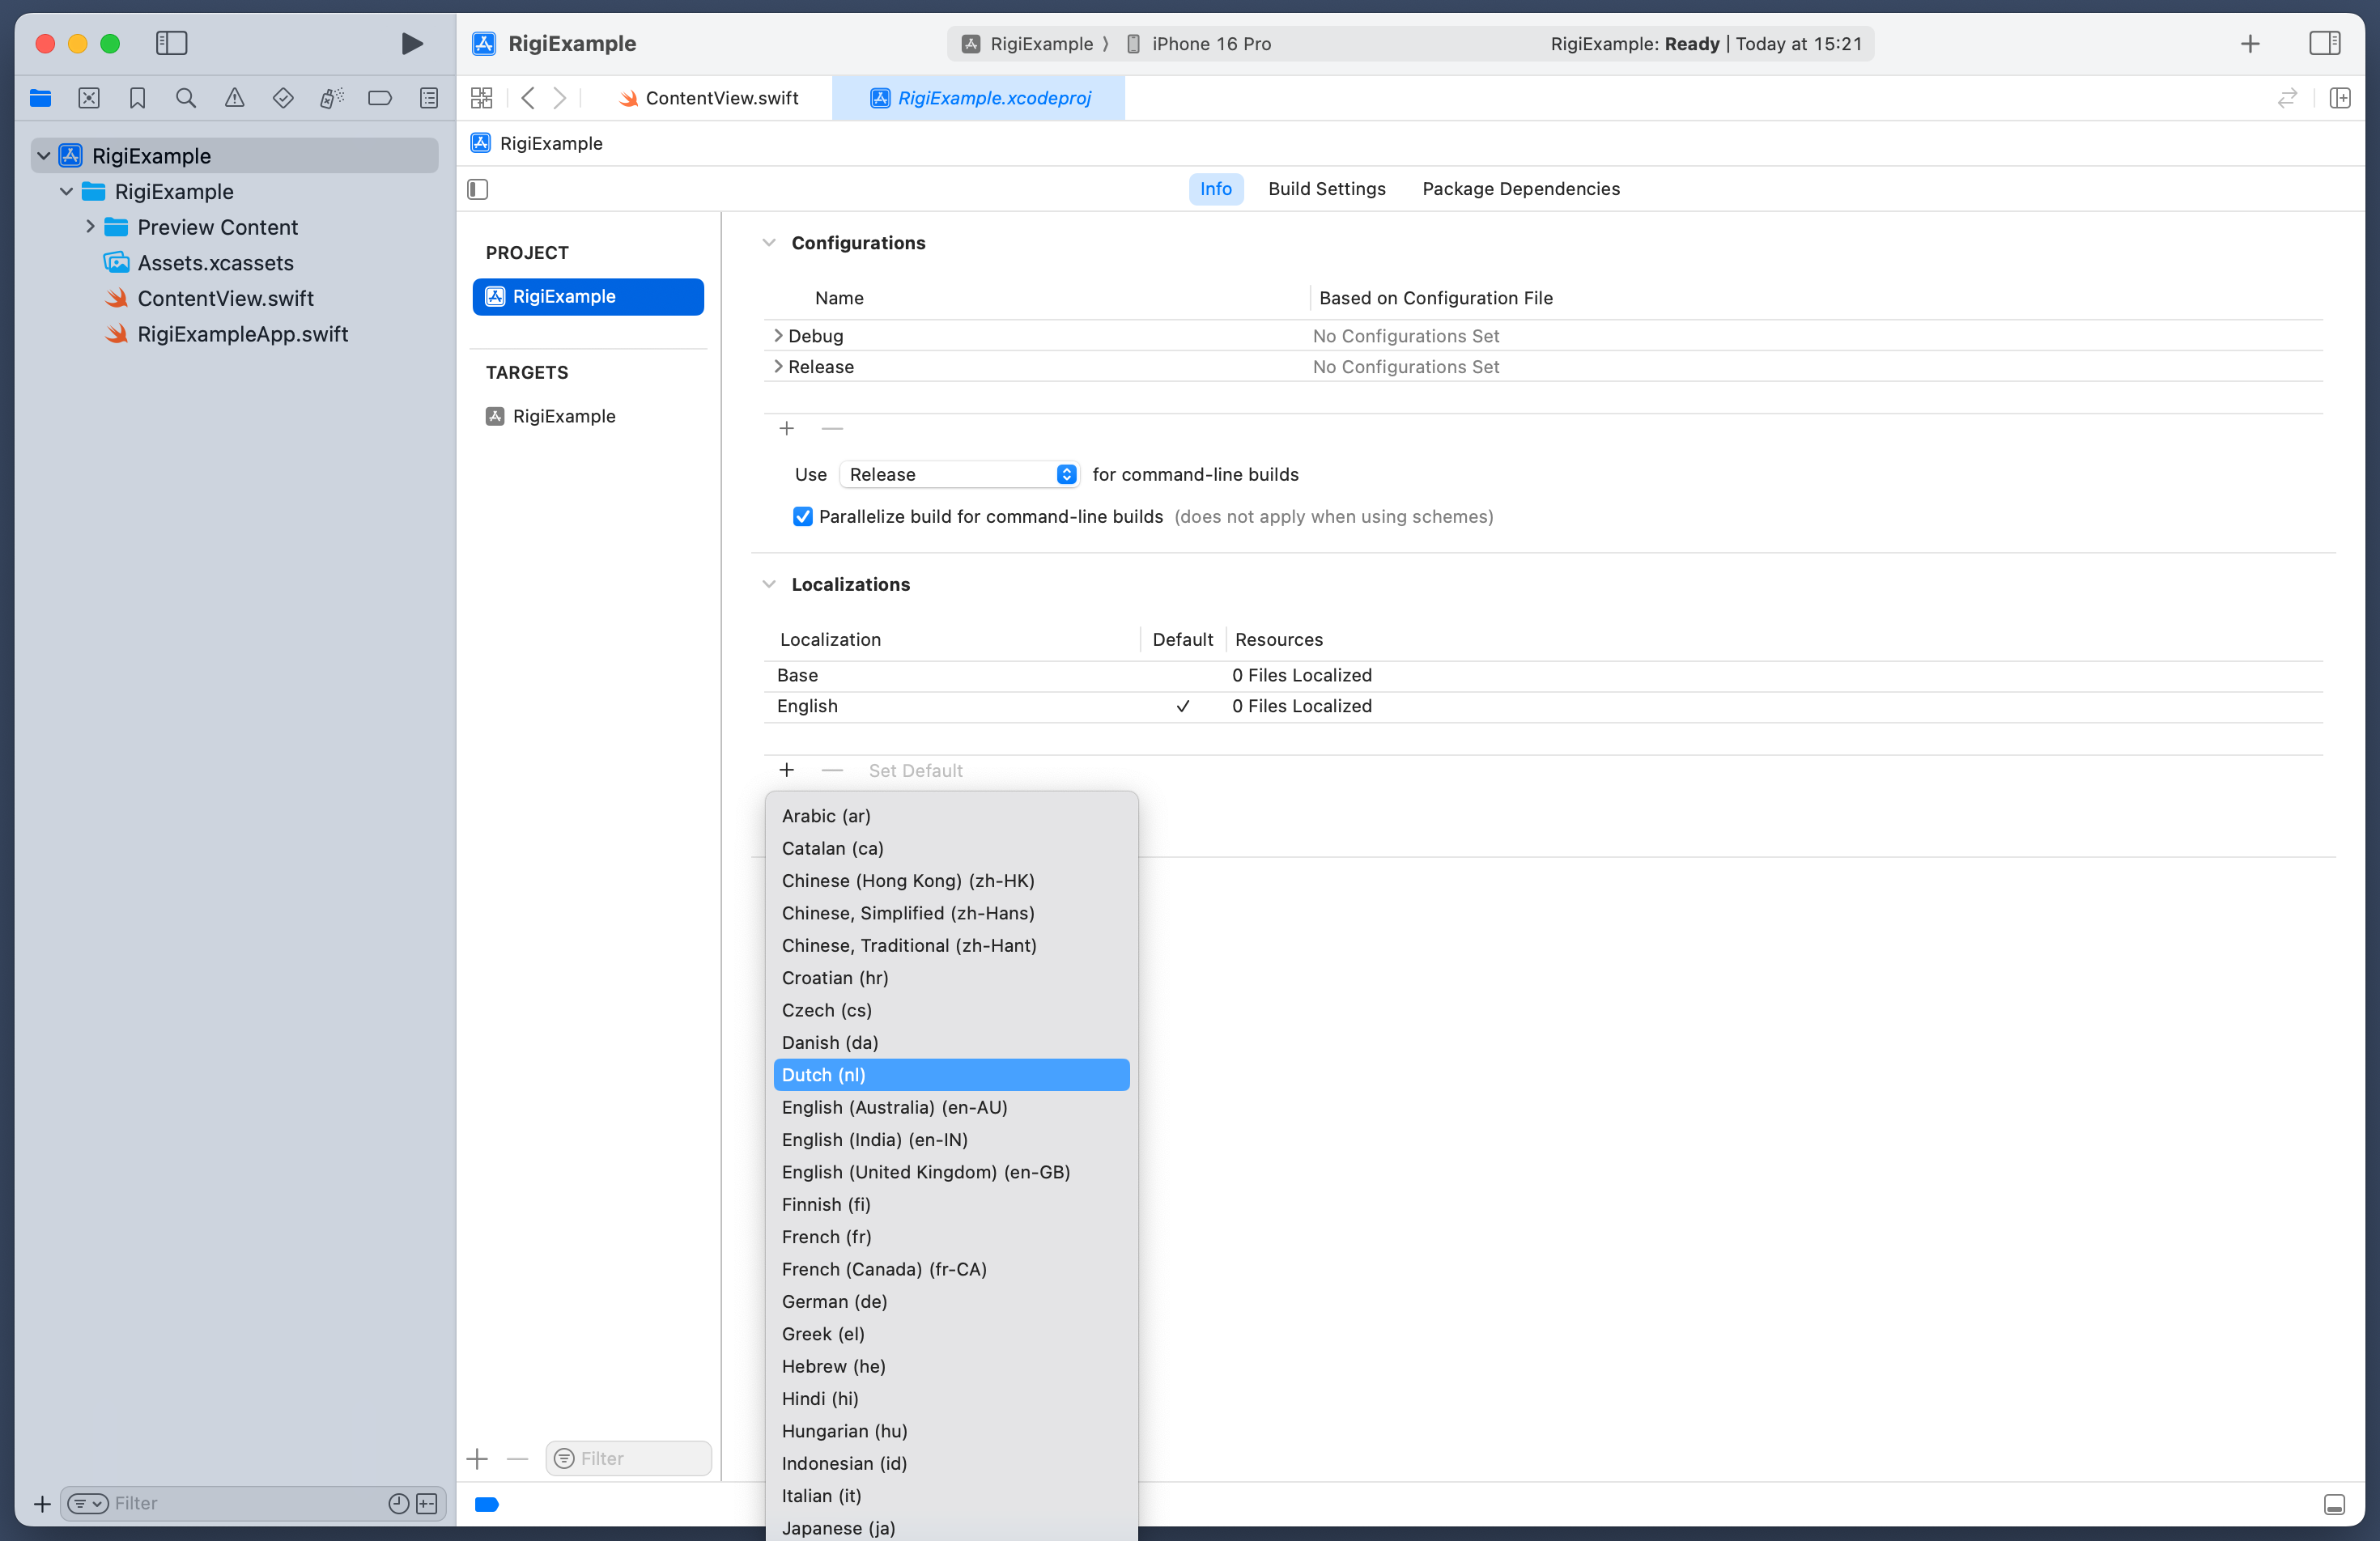 RigiExample
RigiExample
iPhone 16 Pro
RigiExample: Ready | Today at 15:21
ContentView.swift
RigiExample.xcodeproj
RigiExample
RigiExample
Preview Content
Assets.xcassets
ContentView.swift
RigiExampleApp.swift
Filter
RigiExample
Info
Build Settings
Package Dependencies
PROJECT
RigiExample
TARGETS
RigiExample
Filter
Configurations
Name
Based on Configuration File
Debug
No Configurations Set
Release
No Configurations Set
Use Release for command-line builds
Parallelize build for command-line builds (does not apply when using schemes)
Localizations
Localization
Default
Resources
Base
0 Files Localized
English
0 Files Localized
Set Default
Arabic (ar)
Catalan (ca)
Chinese (Hong Kong) (zh-HK)
Chinese, Simplified (zh-Hans)
Chinese, Traditional (zh-Hant)
Croatian (hr)
Czech (cs)
Danish (da)
Dutch (nl)
English (Australia) (en-AU)
English (India) (en-IN)
English (United Kingdom) (en-GB)
Finnish (fi)
French (fr)
French (Canada) (fr-CA)
German (de)
Greek (el)
Hebrew (he)
Hindi (hi)
Hungarian (hu)
Indonesian (id)
Italian (it)
Japanese (ja)